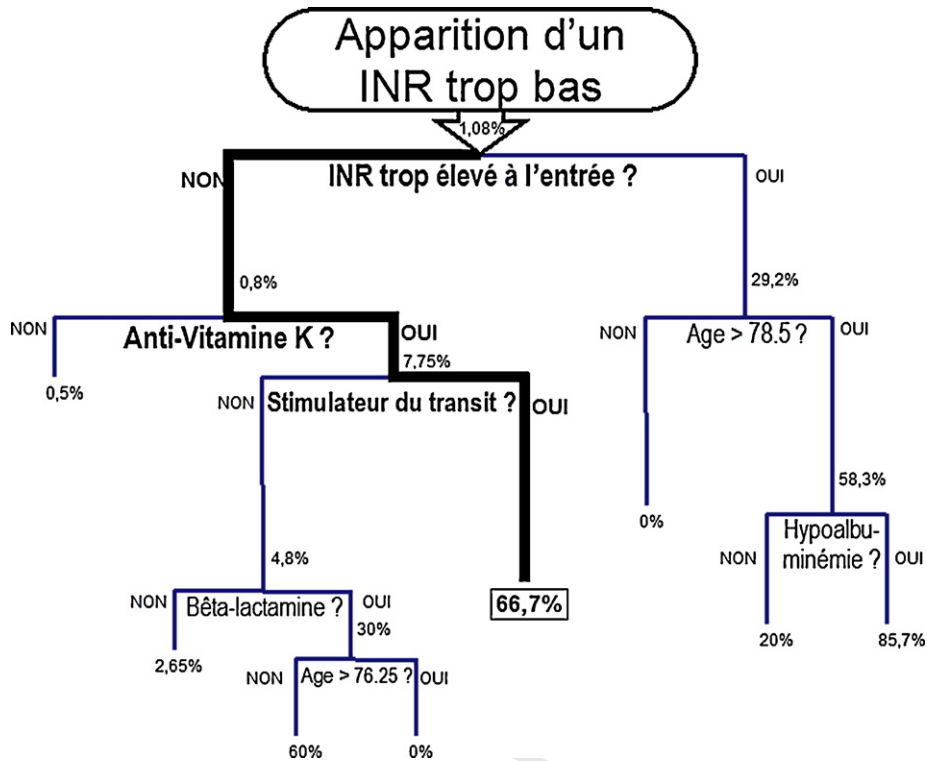 Apparition d'un
INR trop bas
1,08%
NON
INR trop élevé à l'entrée ?
OUI
0,8%
29,2%
NON
Anti-Vitamine K ?
OUI
NON
Age > 78.5 ?
OUI
7,75%
0,5%
NON
Stimulateur du transit ?
OUI
58,3%
0%
Hypoalbu-
minémie ?
NON
OUI
4,8%
NON
Bêta-lactamine ?
OUI
66,7%
30%
20%
85,7%
2,65%
NON
Age > 76.25 ?
OUI
60%
0%